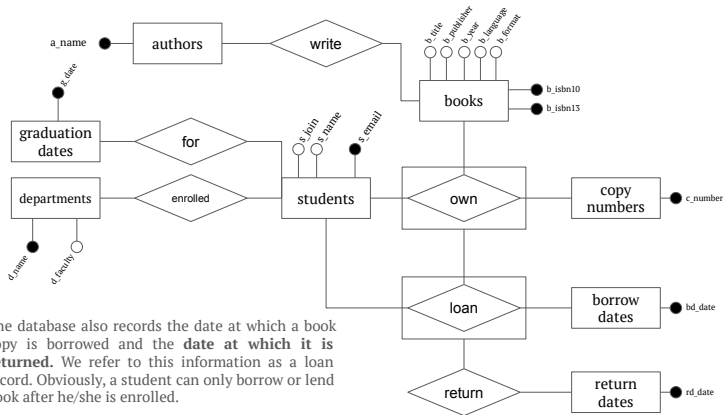 a_name
authors
write
b_title
b_publisher
b_year
b_language
b_format
books
b_isbn10
b_isbn13
g_date
graduation
dates
for
s_join
s_name
s_email
departments
enrolled
students
own
copy
numbers
c_number
d_name
d_faculty
loan
borrow
dates
bd_date
he database also records the date at which a book
opy is borrowed and the date at which it is
eturned. We refer to this information as a loan
ecord. Obviously, a student can only borrow or lend
ook after he/she is enrolled.
return
return
dates
rd_date